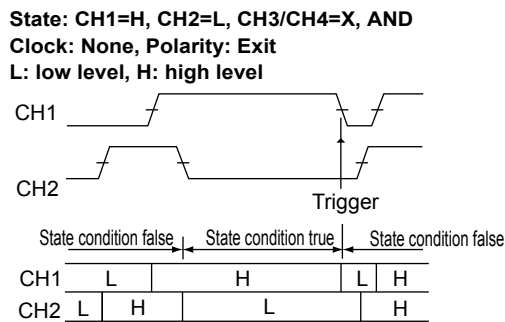 State: CH1=H, CH2=L, CH3/CH4=X, AND
Clock: None, Polarity: Exit
L: low level, H: high level
CH1
CH2
Trigger
State condition false State condition true State condition false
CH1 L H L H
CH2 L H L H